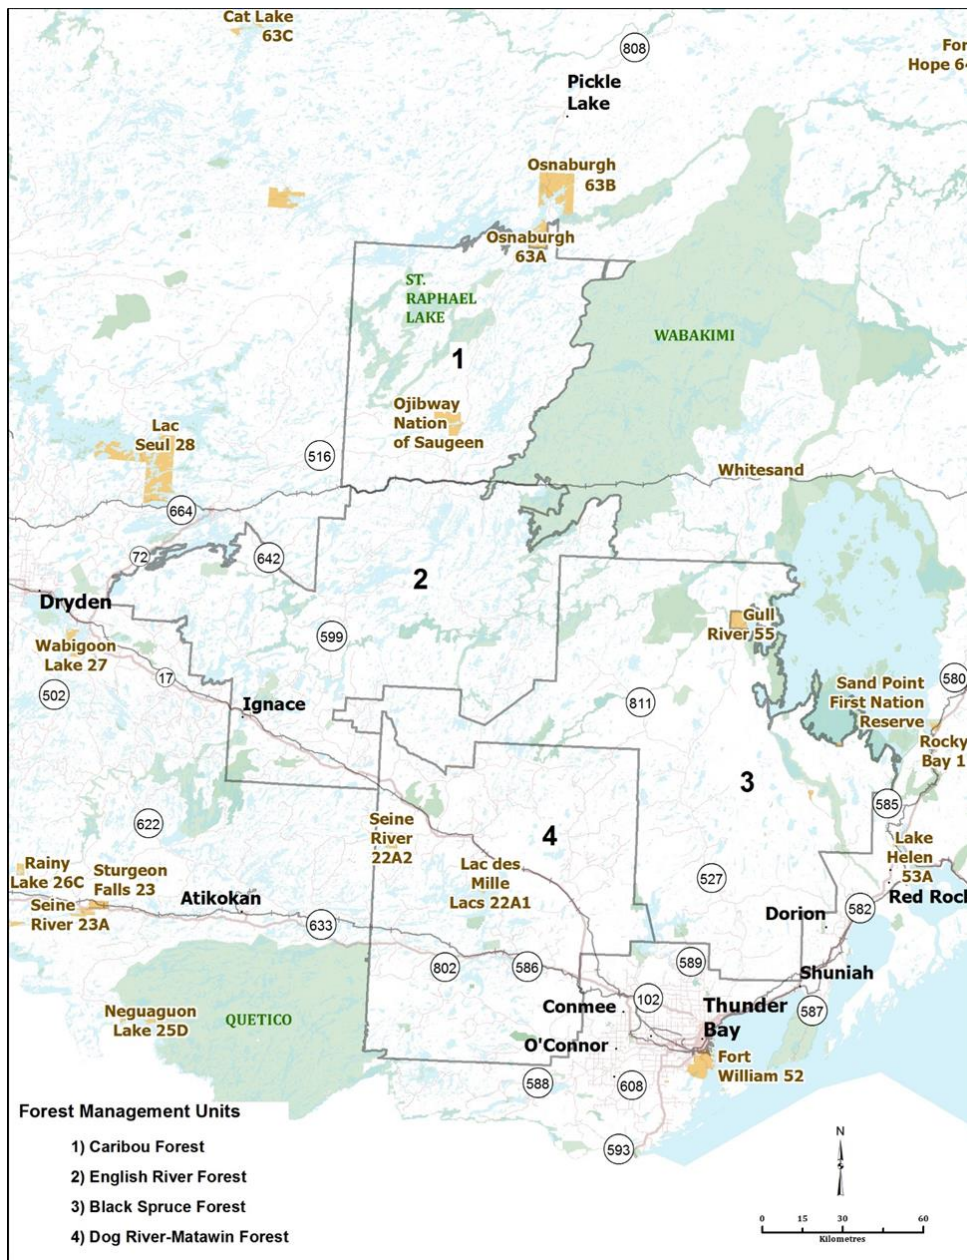 Cat Lake
63C
808
For
Hope 64
Pickle
Lake
Osnaburgh
63B
Osnaburgh
63A
ST.
RAPHAEL
LAKE
WABAKIMI
1
Ojibway
Nation
of Saugeen
Lac
Seul 28
516
Whitesand
664
72
642
2
Dryden
599
Gull
River 55
Wabigoon
Lake 27
17
502
Ignace
811
Sand Point
First Nation
Reserve
580
Rocky
Bay 1
3
585
622
Seine
River
22A2
4
Lake
Helen
53A
Rainy
Lake 26C
Sturgeon
Falls 23
Lac des
Mille
Lacs 22A1
527
Seine
River 23A
Atikokan
Red Rock
582
Dorion
633
802
586
589
Shuniah
Neguaguon
Lake 25D
QUETICO
Conmee
102
Thunder
Bay
587
O'Connor
Fort
William 52
588
608
593
Forest Management Units
1) Caribou Forest
2) English River Forest
3) Black Spruce Forest
4) Dog River-Matawin Forest
N
0 15 30 60
Kilometres